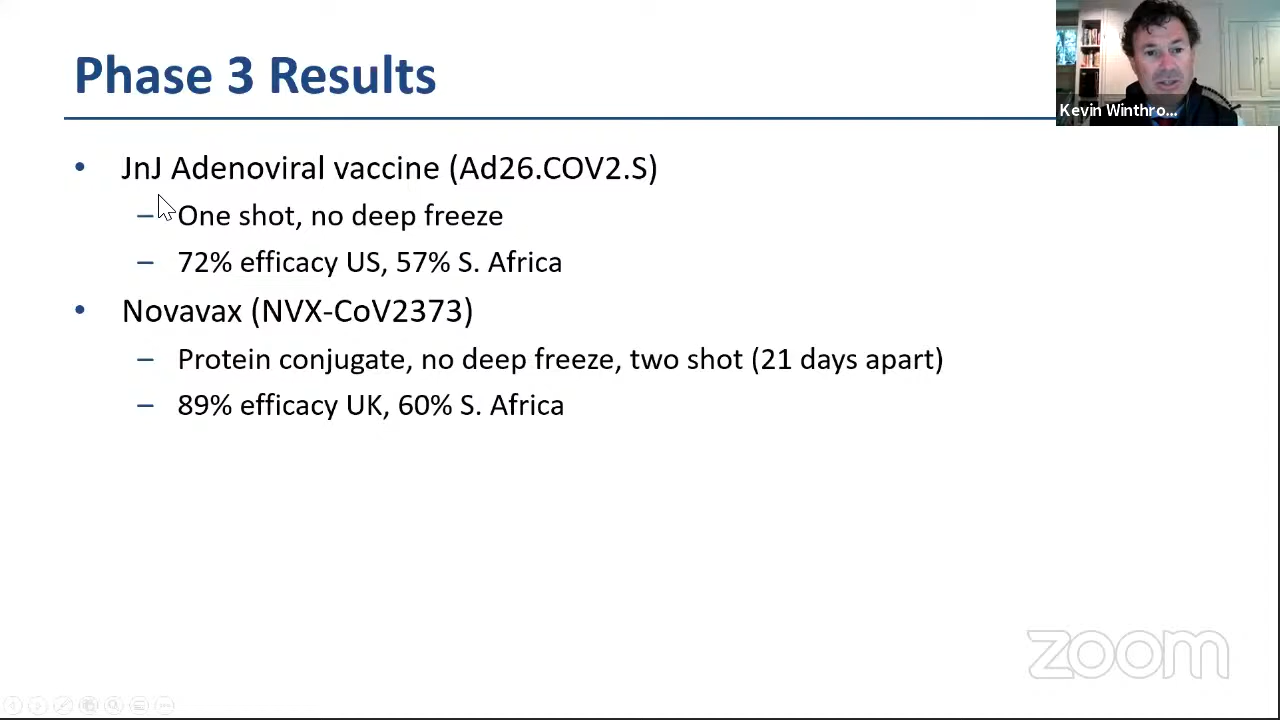 Phase 3 Results
Kevin Winthro...
• JnJ Adenoviral vaccine (Ad26.COV2.S)
– One shot, no deep freeze
– 72% efficacy US, 57% S. Africa
• Novavax (NVX-CoV2373)
– Protein conjugate, no deep freeze, two shot (21 days apart)
– 89% efficacy UK, 60% S. Africa
zoom